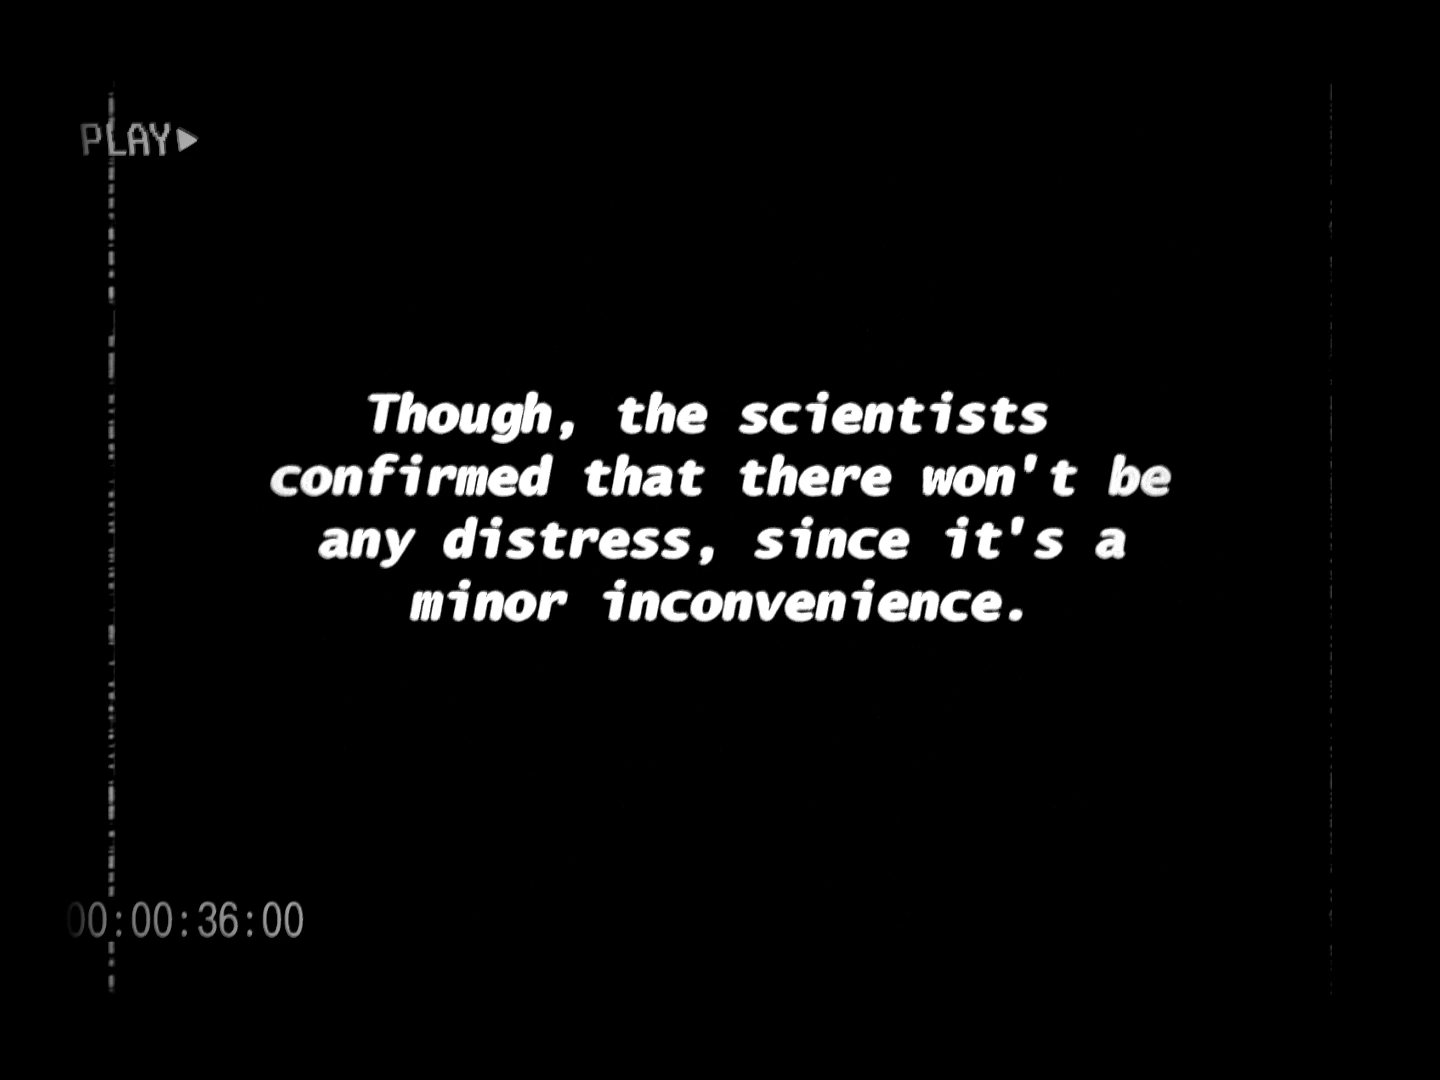 PLAY▶
Though, the scientists
confirmed that there won't be
any distress, since it's a
minor inconvenience.
00:00:36:00